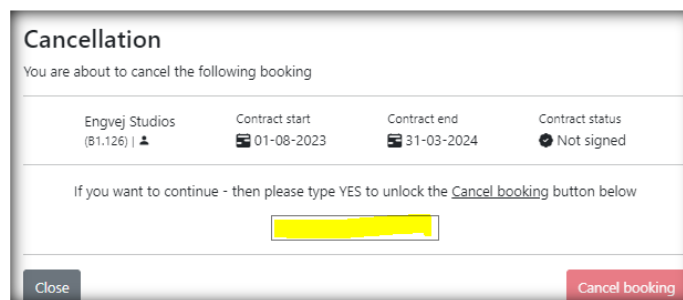 Cancellation
You are about to cancel the following booking
Engvej Studios
(B1.126) |
Contract start
01-08-2023
Contract end
31-03-2024
Contract status
Not signed
If you want to continue - then please type YES to unlock the Cancel booking button below
Close
Cancel booking